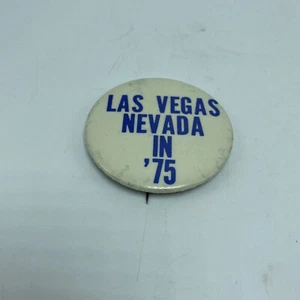 LAS VEGAS
NEVADA
IN
'75